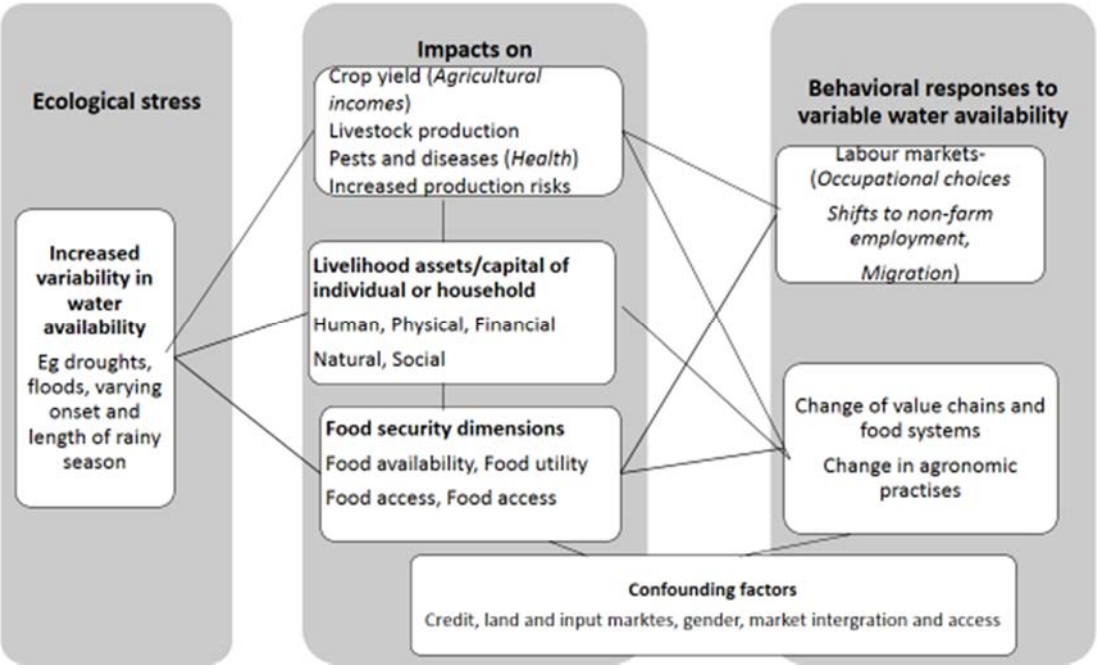 Ecological stress
Increased
variability in
water
availability
Eg droughts,
floods, varying
onset and
length of rainy
season
Impacts on
Crop yield (Agricultural
incomes)
Livestock production
Pests and diseases (Health)
Increased production risks
Livelihood assets/capital of
individual or household
Human, Physical, Financial
Natural, Social
Food security dimensions
Food availability, Food utility
Food access, Food access
Behavioral responses to
variable water availability
Labour markets-
(Occupational choices
Shifts to non-farm
employment,
Migration)
Change of value chains and
food systems
Change in agronomic
practises
Confounding factors
Credit, land and input marktes, gender, market intergration and access